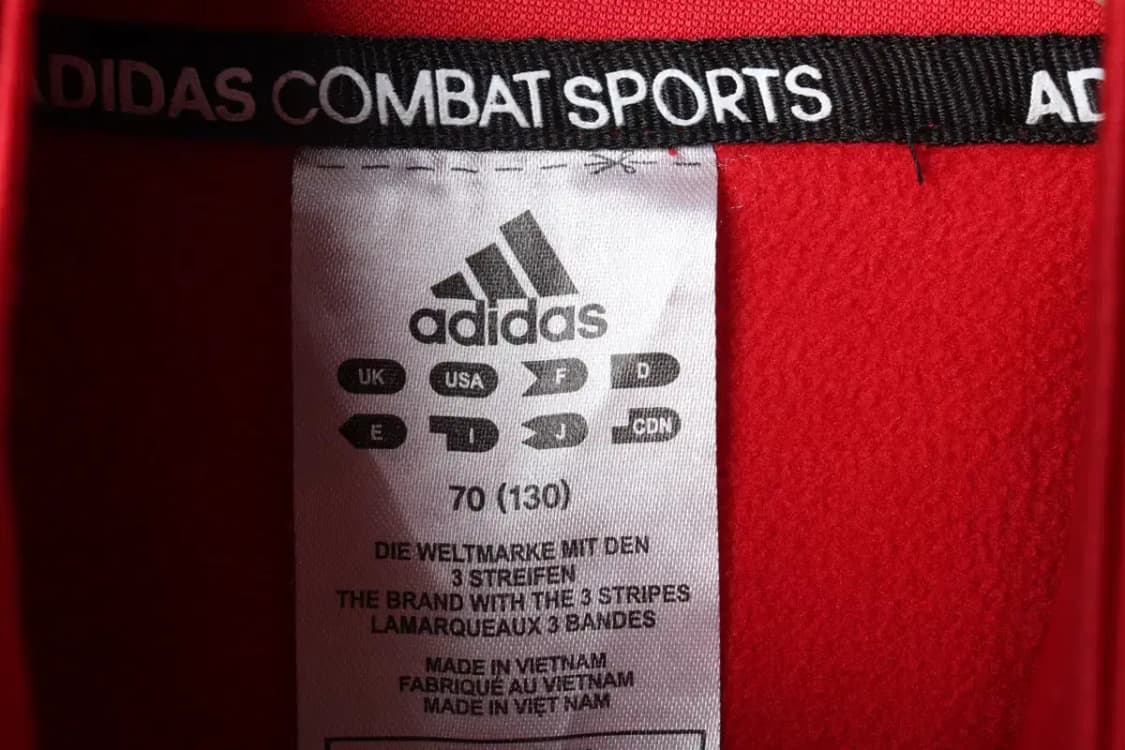 ADIDAS COMBAT SPORTS AD
adidas
UK USA F D
E I J CDN
70 (130)
DIE WELTMARKE MIT DEN
3 STREIFEN
THE BRAND WITH THE 3 STRIPES
LAMARQUEAUX 3 BANDES
MADE IN VIETNAM
FABRIQUÉ AU VIETNAM
MADE IN VIỆT NAM